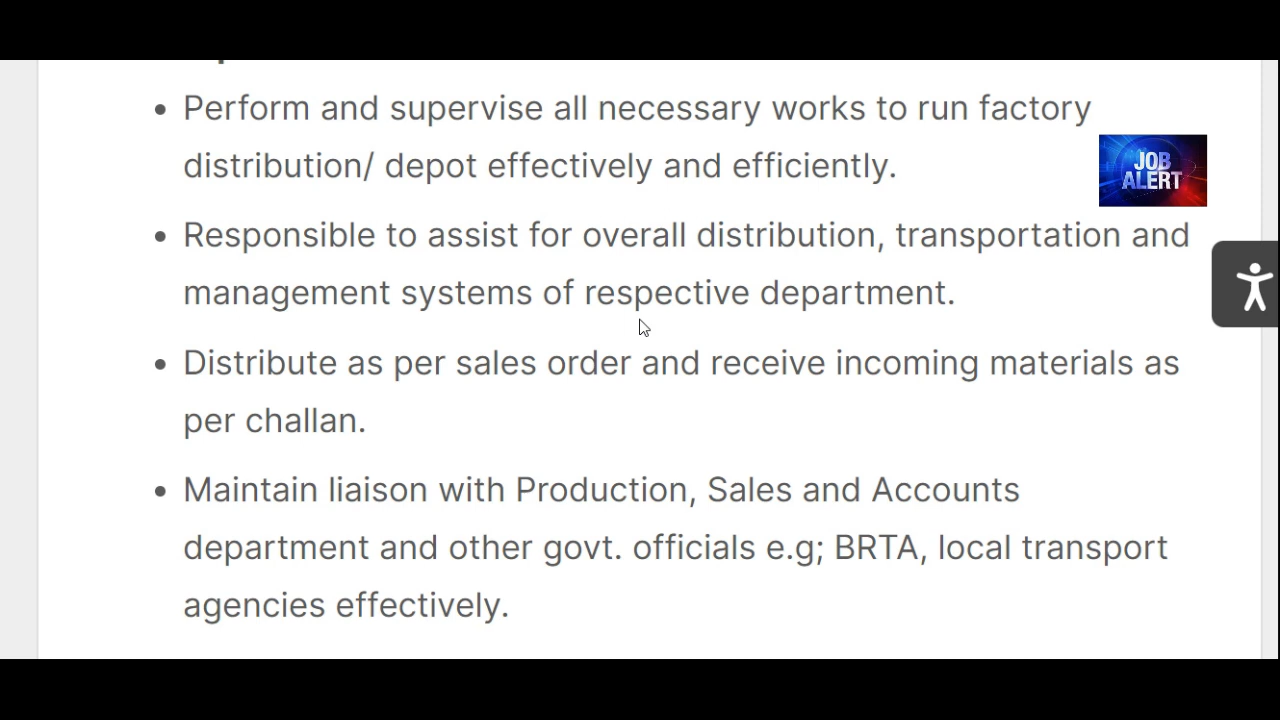 Perform and supervise all necessary works to run factory
distribution/ depot effectively and efficiently.
JOB
ALERT
Responsible to assist for overall distribution, transportation and
management systems of respective department.
Distribute as per sales order and receive incoming materials as
per challan.
Maintain liaison with Production, Sales and Accounts
department and other govt. officials e.g; BRTA, local transport
agencies effectively.